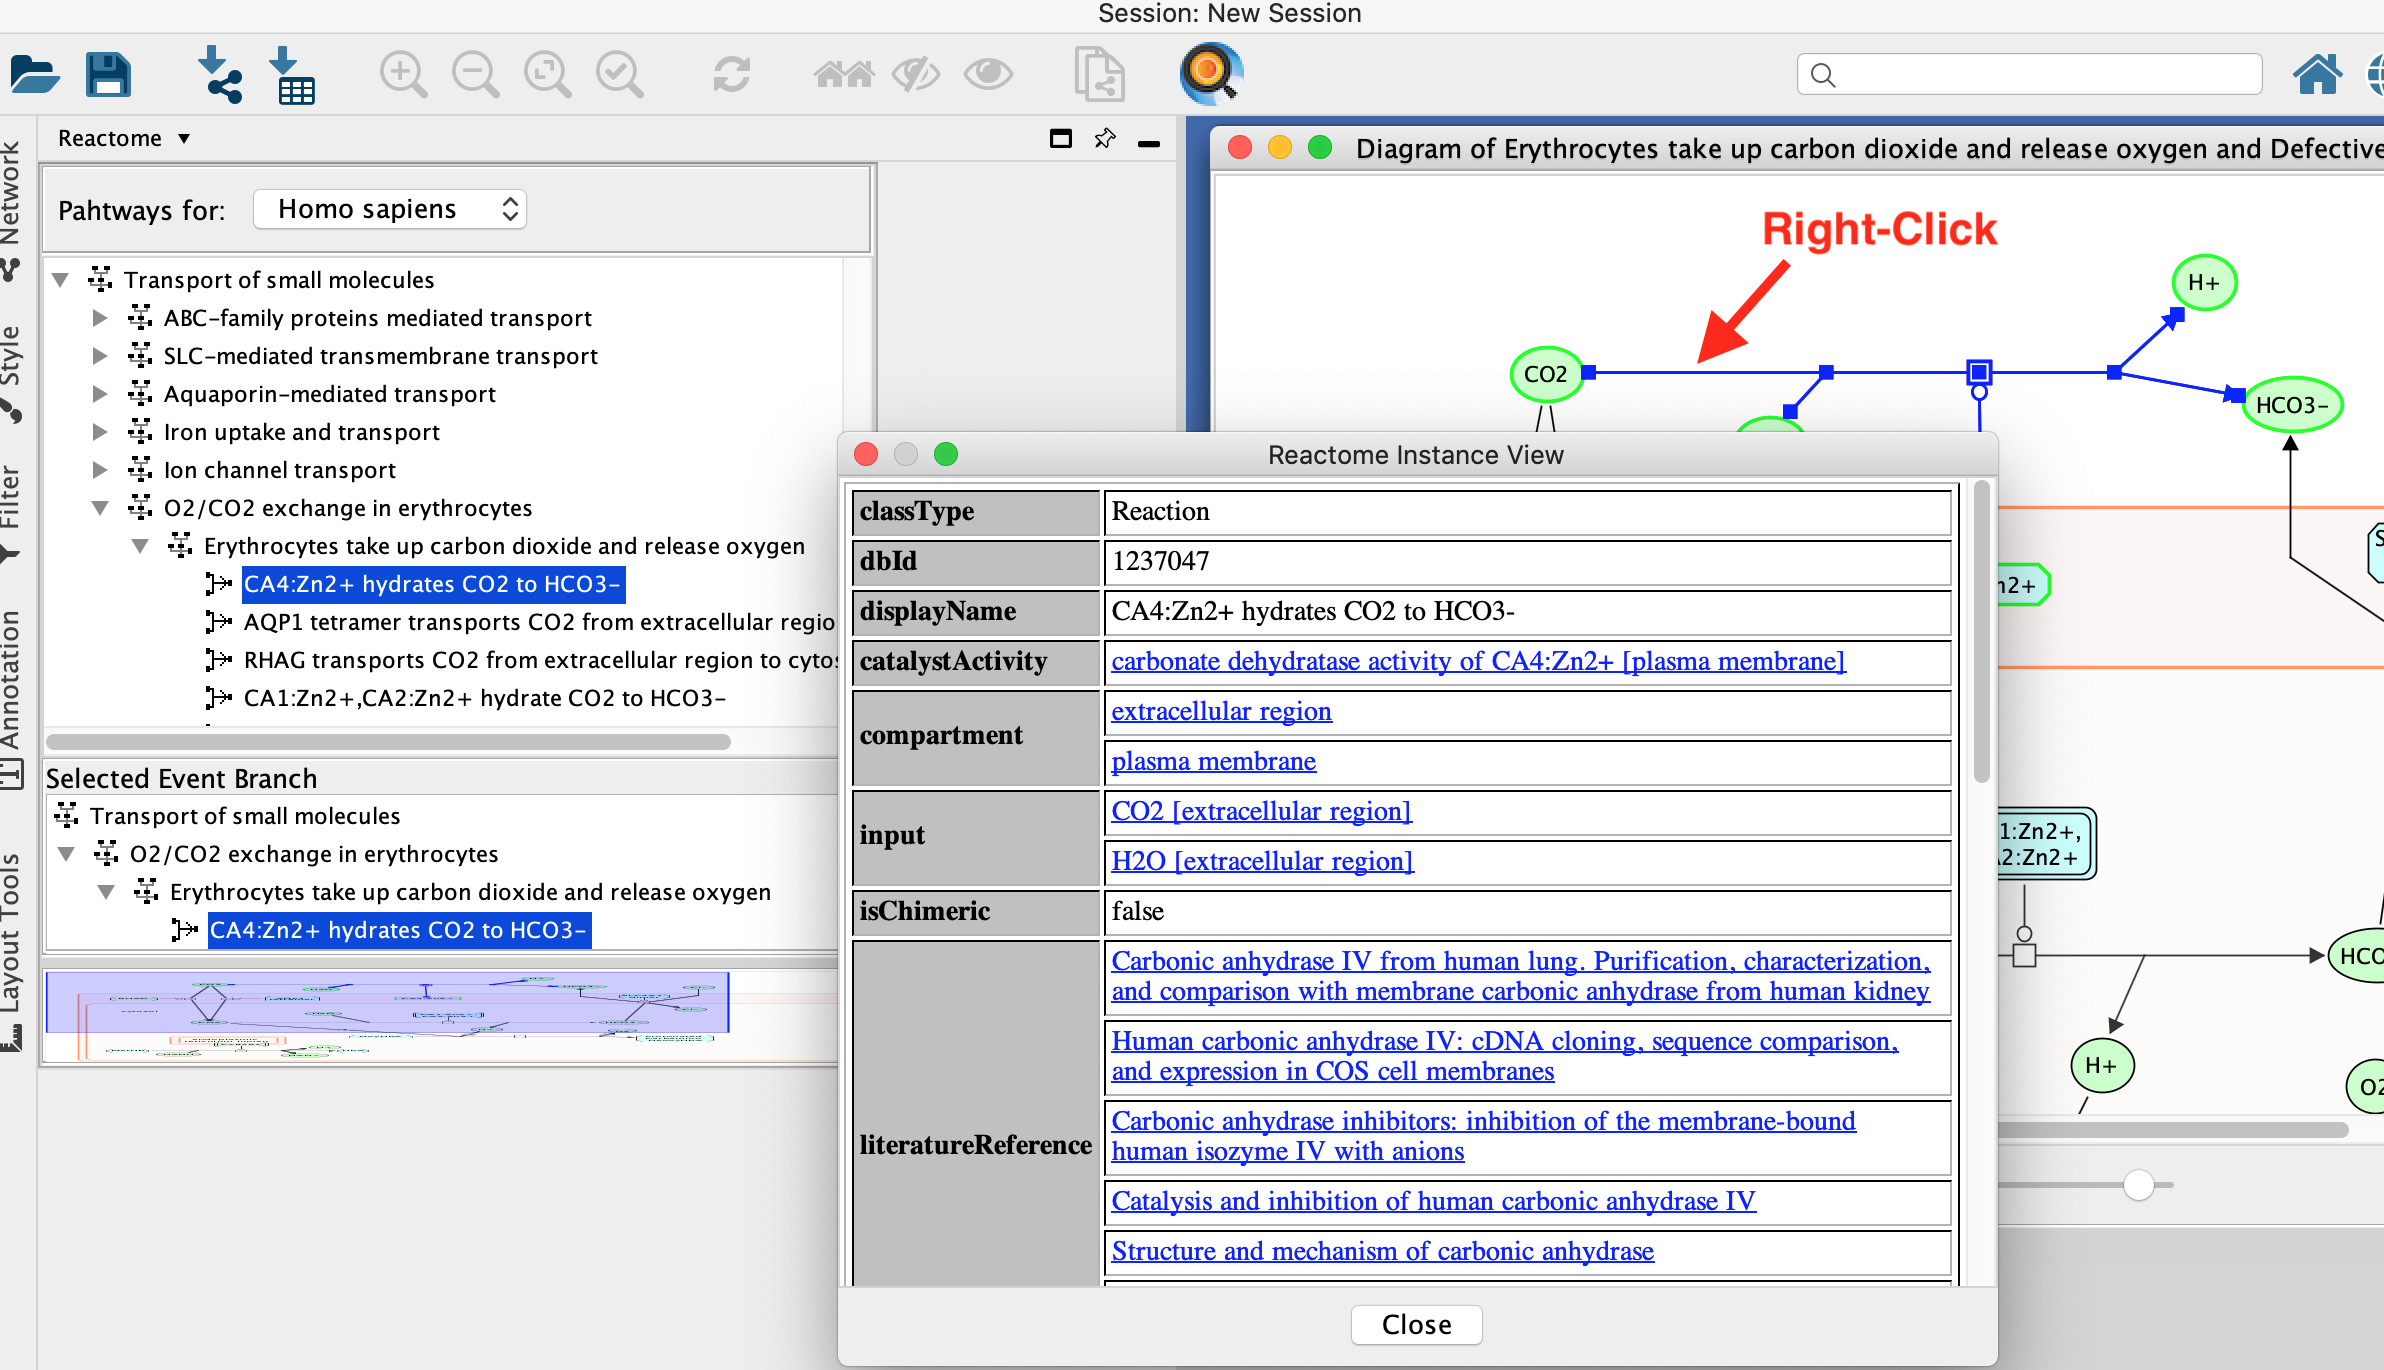 Session: New Session
Network
Style
Filter
Annotation
Layout Tools
Reactome
Pahtways for:
Homo sapiens
Transport of small molecules
ABC-family proteins mediated transport
SLC-mediated transmembrane transport
Aquaporin-mediated transport
Iron uptake and transport
Ion channel transport
O2/CO2 exchange in erythrocytes
Erythrocytes take up carbon dioxide and release oxygen
CA4:Zn2+ hydrates CO2 to HCO3-
AQP1 tetramer transports CO2 from extracellular regio
RHAG transports CO2 from extracellular region to cyto
CA1:Zn2+,CA2:Zn2+ hydrate CO2 to HCO3-
Selected Event Branch
Transport of small molecules
O2/CO2 exchange in erythrocytes
Erythrocytes take up carbon dioxide and release oxygen
CA4:Zn2+ hydrates CO2 to HCO3-
Diagram of Erythrocytes take up carbon dioxide and release oxygen and Defective
Right-Click
H+
CO2
HCO3-
n2+
S
1:Zn2+,
A2:Zn2+
HCO
H+
O2
Reactome Instance View
classType
Reaction
dbId
1237047
displayName
CA4:Zn2+ hydrates CO2 to HCO3-
catalystActivity
carbonate dehydratase activity of CA4:Zn2+ [plasma membrane]
compartment
extracellular region
plasma membrane
input
CO2 [extracellular region]
H2O [extracellular region]
isChimeric
false
literatureReference
Carbonic anhydrase IV from human lung. Purification, characterization,
and comparison with membrane carbonic anhydrase from human kidney
Human carbonic anhydrase IV: cDNA cloning, sequence comparison,
and expression in COS cell membranes
Carbonic anhydrase inhibitors: inhibition of the membrane-bound
human isozyme IV with anions
Catalysis and inhibition of human carbonic anhydrase IV
Structure and mechanism of carbonic anhydrase
Close